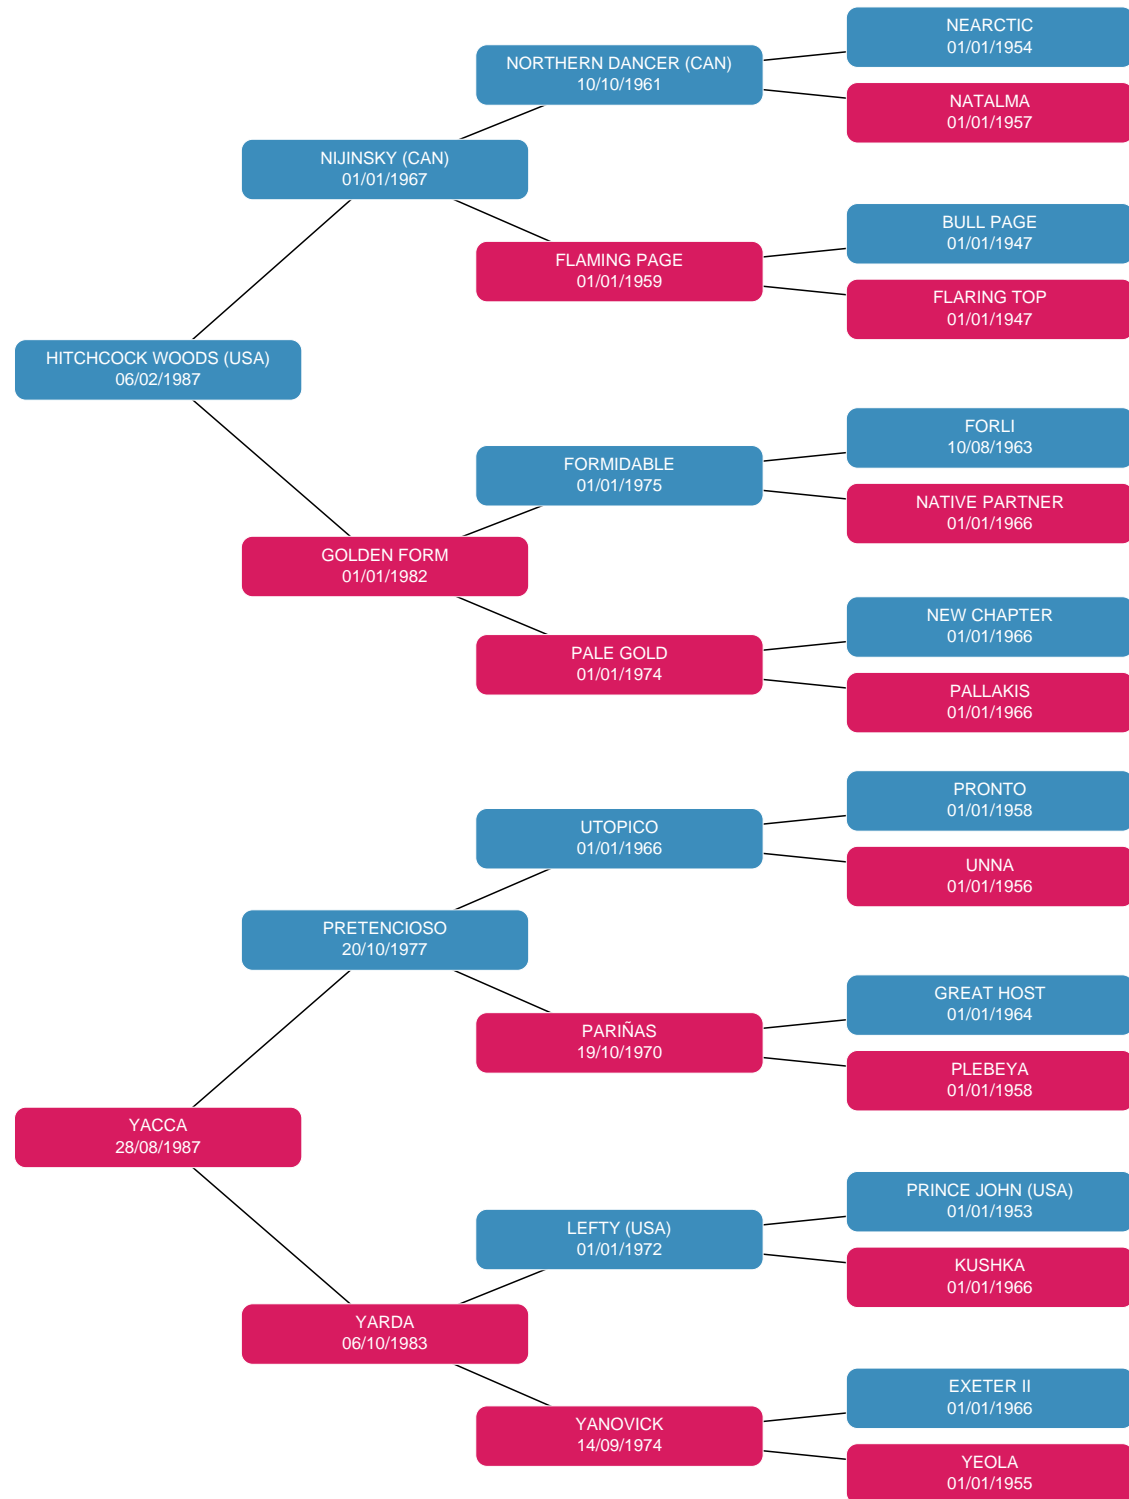 NEARCTIC
01/01/1954
NORTHERN DANCER (CAN)
10/10/1961
NATALMA
01/01/1957
NIJINSKY (CAN)
01/01/1967
BULL PAGE
01/01/1947
FLAMING PAGE
01/01/1959
FLARING TOP
01/01/1947
HITCHCOCK WOODS (USA)
06/02/1987
FORLI
10/08/1963
FORMIDABLE
01/01/1975
NATIVE PARTNER
01/01/1966
GOLDEN FORM
01/01/1982
NEW CHAPTER
01/01/1966
PALE GOLD
01/01/1974
PALLAKIS
01/01/1966
PRONTO
01/01/1958
UTOPICO
01/01/1966
UNNA
01/01/1956
PRETENCIOSO
20/10/1977
GREAT HOST
01/01/1964
PARIÑAS
19/10/1970
PLEBEYA
01/01/1958
YACCA
28/08/1987
PRINCE JOHN (USA)
01/01/1953
LEFTY (USA)
01/01/1972
KUSHKA
01/01/1966
YARDA
06/10/1983
EXETER II
01/01/1966
YANOVICK
14/09/1974
YEOLA
01/01/1955